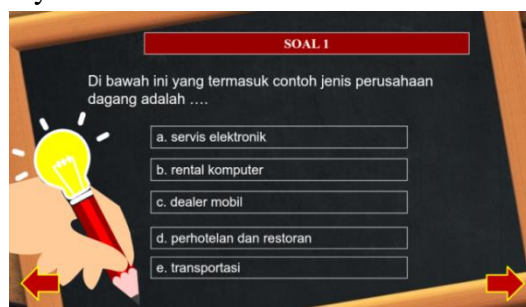 SOAL 1
Di bawah ini yang termasuk contoh jenis perusahaan
dagang adalah ....
a. servis elektronik
b. rental komputer
c. dealer mobil
d. perhotelan dan restoran
e. transportasi